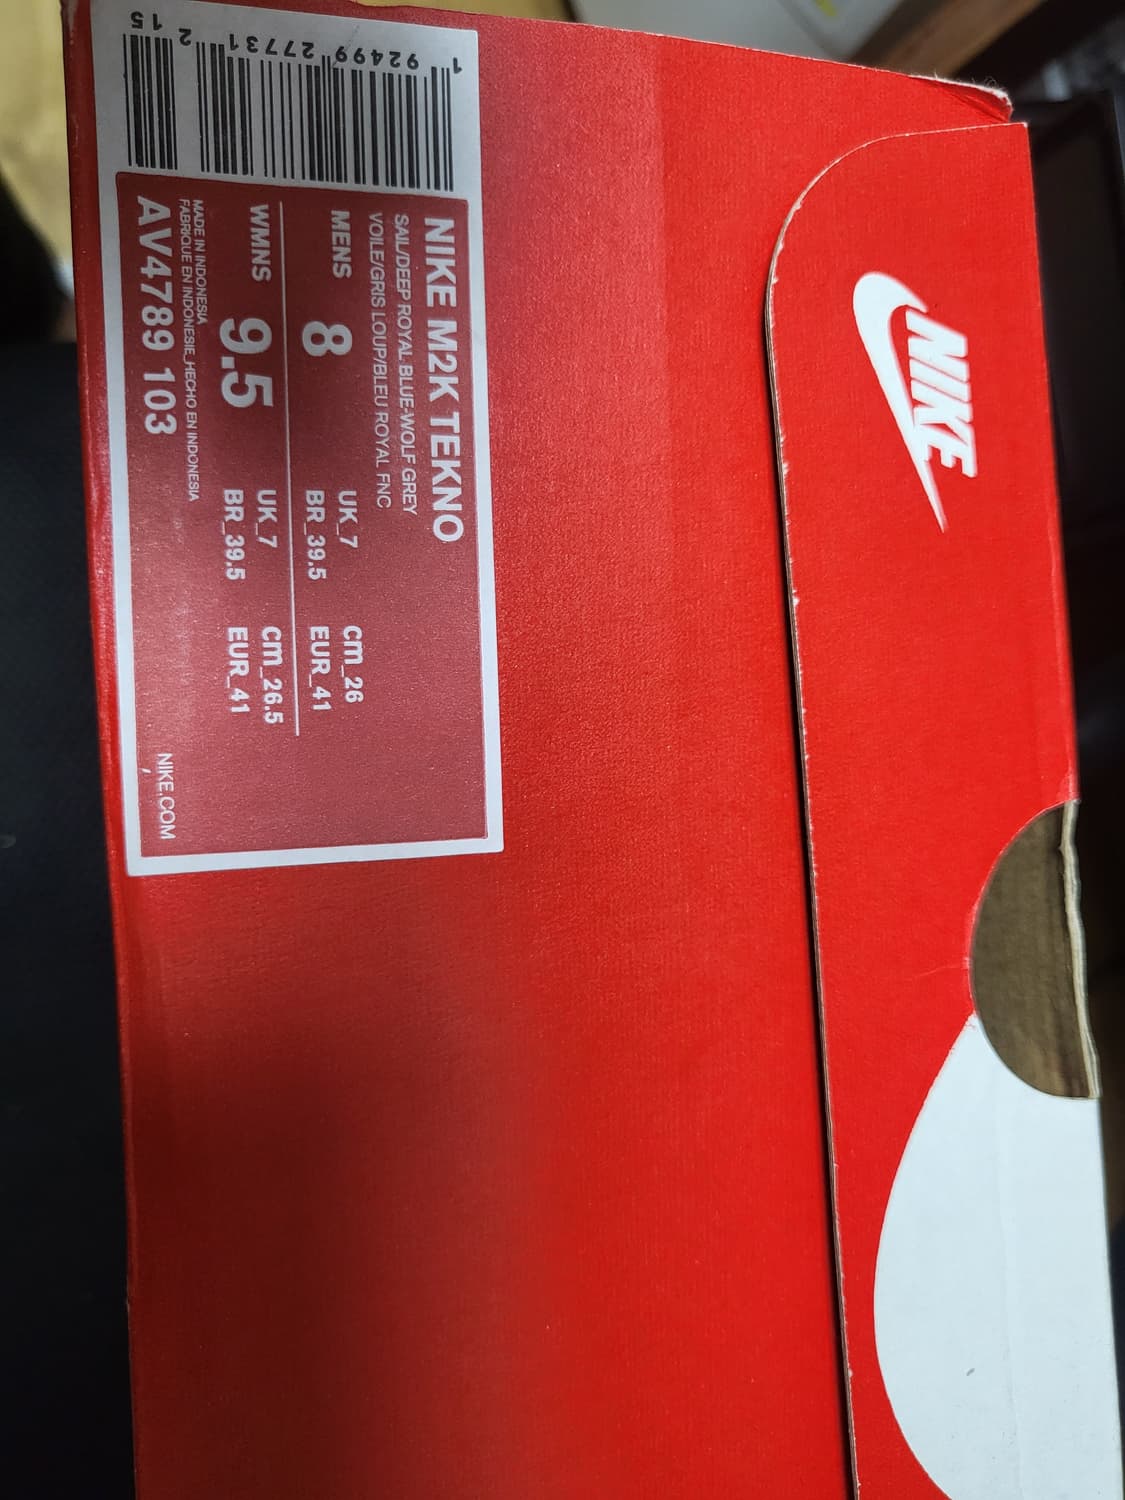 NIKE
NIKE M2K TEKNO
SAIL/DEEP ROYAL BLUE-WOLF GREY
VOILE/GRIS LOUP/BLEU ROYAL FNC
MENS 8 UK_7 cm_26
BR_39.5 EUR_41
WMNS 9.5 UK_7 cm_26.5
BR_39.5 EUR_41
MADE IN INDONESIA
FABRIQUE EN INDONESIE_HECHO EN INDONESIA
AV4789 103
NIKE.COM
1 92499 27731 2 15